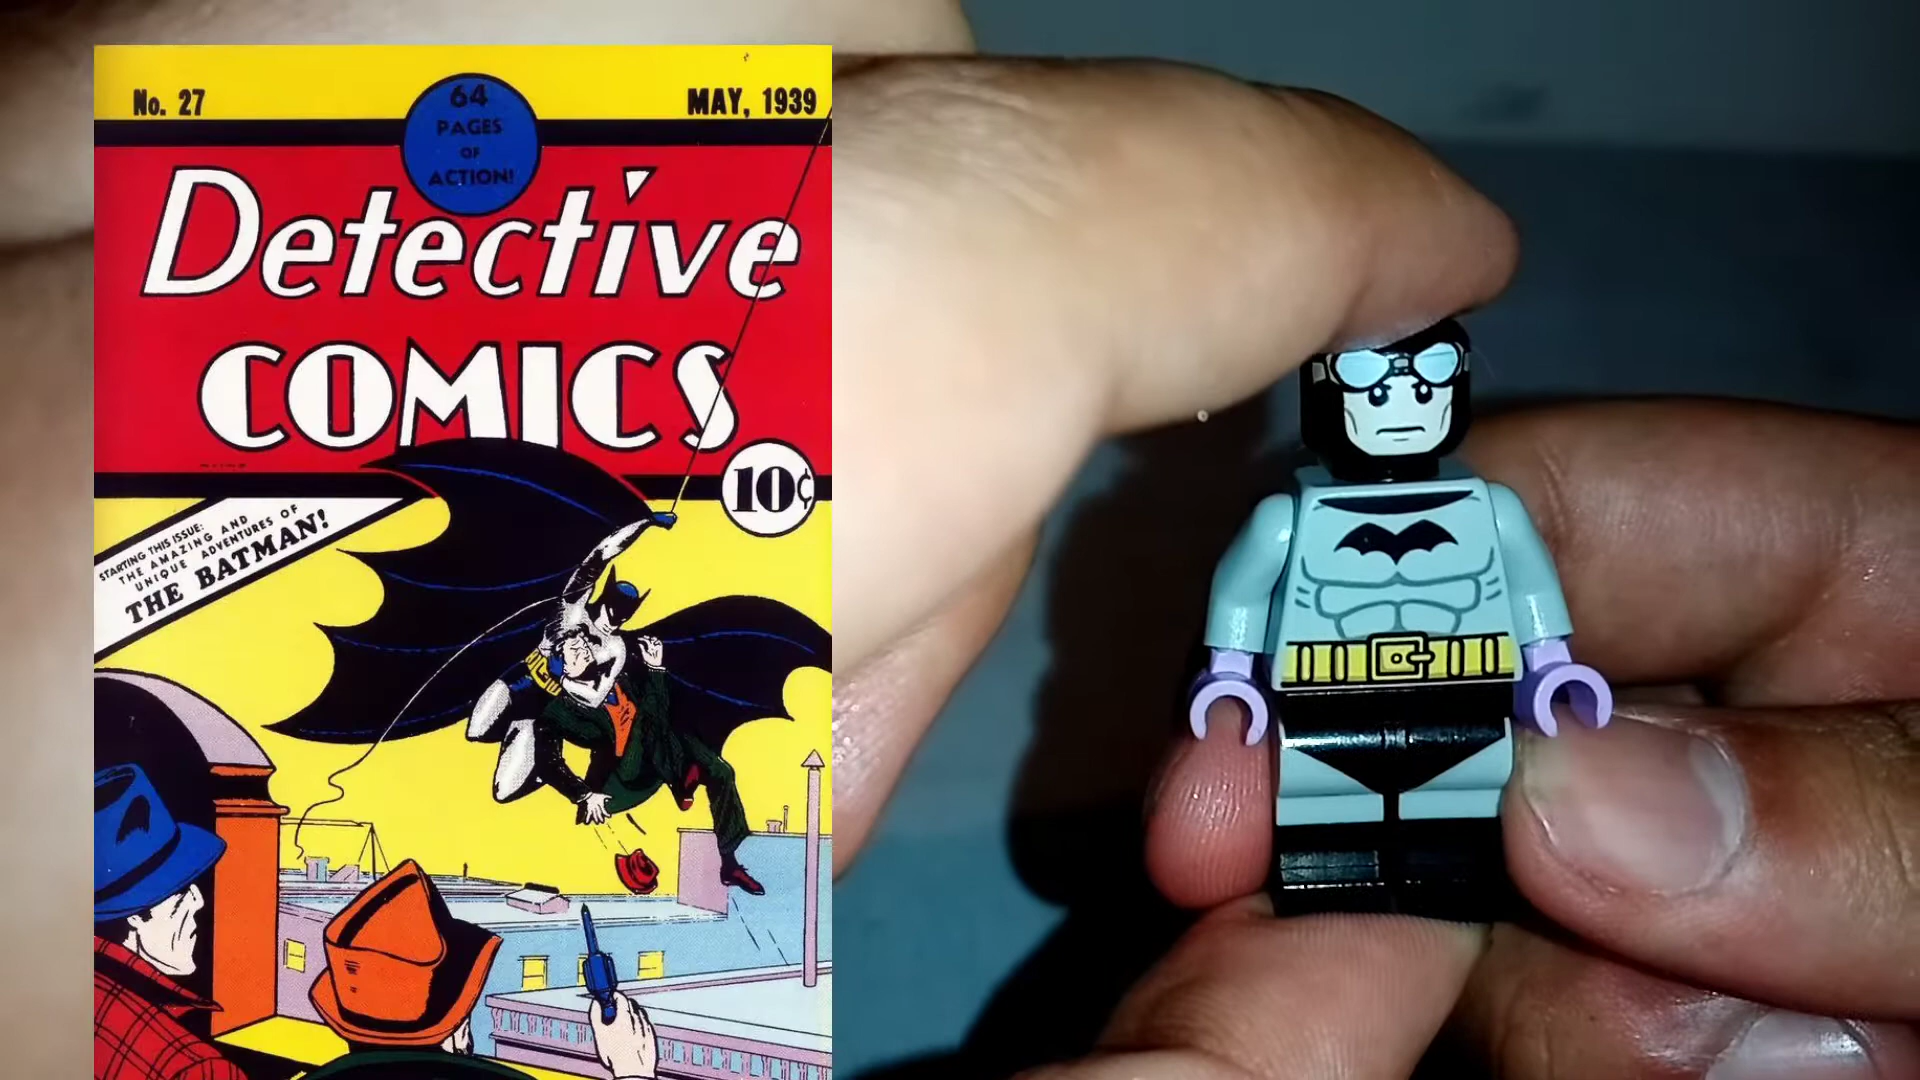 No. 27
MAY, 1939
64
PAGES
OF
ACTION!
Detective
COMICS
10¢
STARTING THIS ISSUE:
THE AMAZING AND
UNIQUE ADVENTURES OF
THE BATMAN!